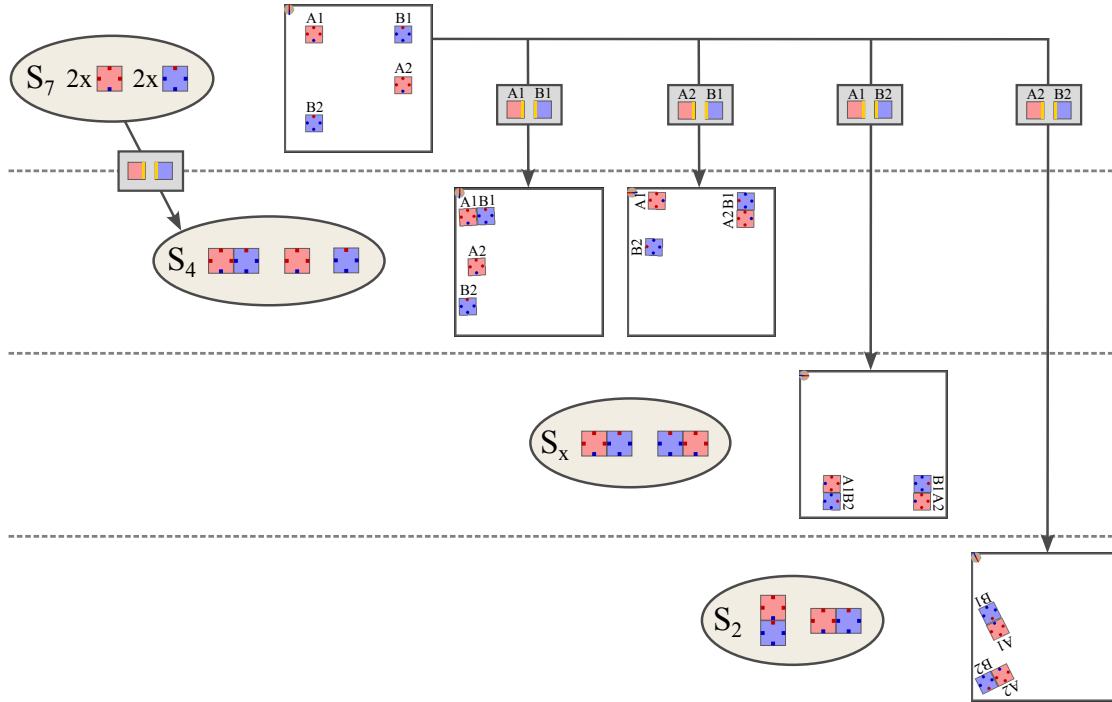 A1
B1
A2
B2
S7 2x 2x
A1 B1
A2 B1
A1 B2
A2 B2
S4
A1B1
A2
B2
A1
A2B1
B2
Sx
A1B2
B1A2
S2
B1
A1
B2
A2